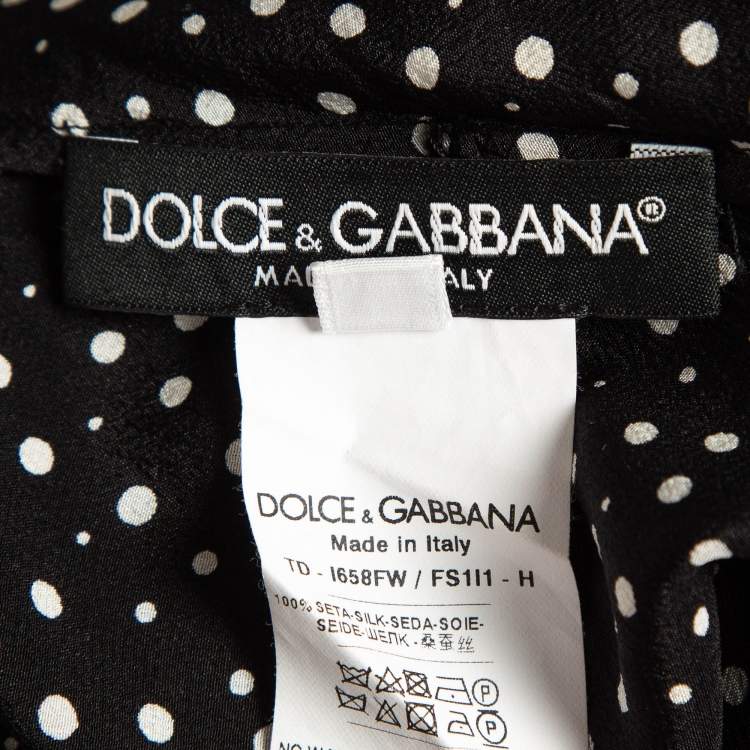 DOLCE & GABBANA®
MA ALY
DOLCE & GABBANA
Made in Italy
TD - I658FW / FS1I1 - H
100% SETA-SILK-SEDA-SOIE-
SEIDE-ШЕЛК-桑蚕丝
P
P